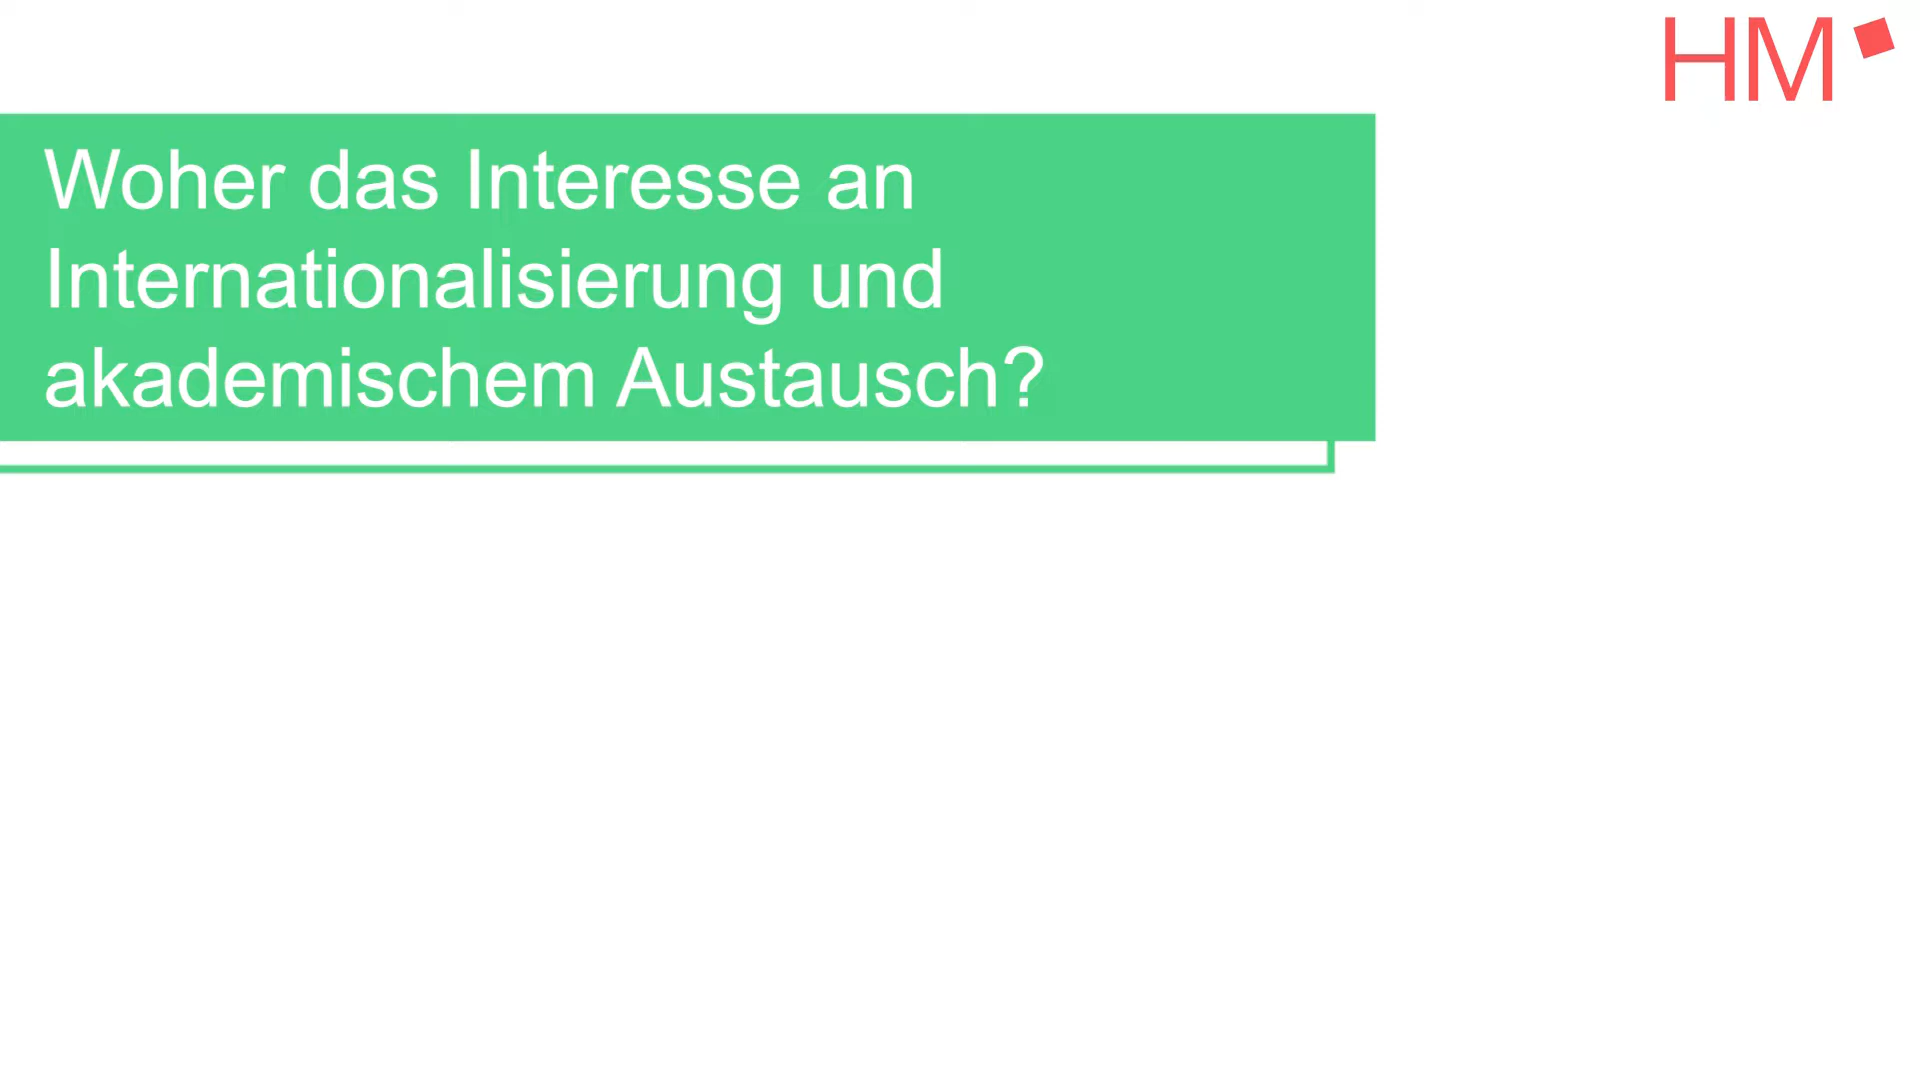 HM
Woher das Interesse an
Internationalisierung und
akademischem Austausch?